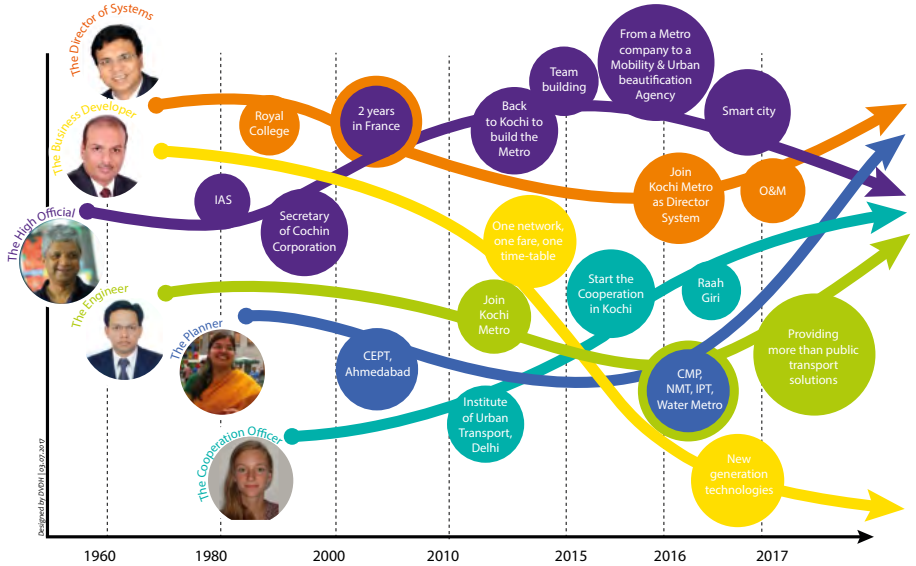 The Director of Systems
The Business Developer
The High Official
The Engineer
The Planner
The Cooperation Officer
Royal
College
2 years
in France
Back
to Kochi to
build the
Metro
Team
building
From a Metro
company to a
Mobility & Urban
beautification
Agency
Smart city
IAS
Secretary
of Cochin
Corporation
One network,
one fare, one
time-table
Join
Kochi Metro
as Director
System
O&M
Start the
Cooperation
in Kochi
Raah
Giri
Join
Kochi
Metro
CEPT,
Ahmedabad
Institute
of Urban
Transport,
Delhi
CMP,
NMT, IPT,
Water Metro
Providing
more than public
transport
solutions
New
generation
technologies
Designed by DVDH | 03.07.2017
1960
1980
2000
2010
2015
2016
2017